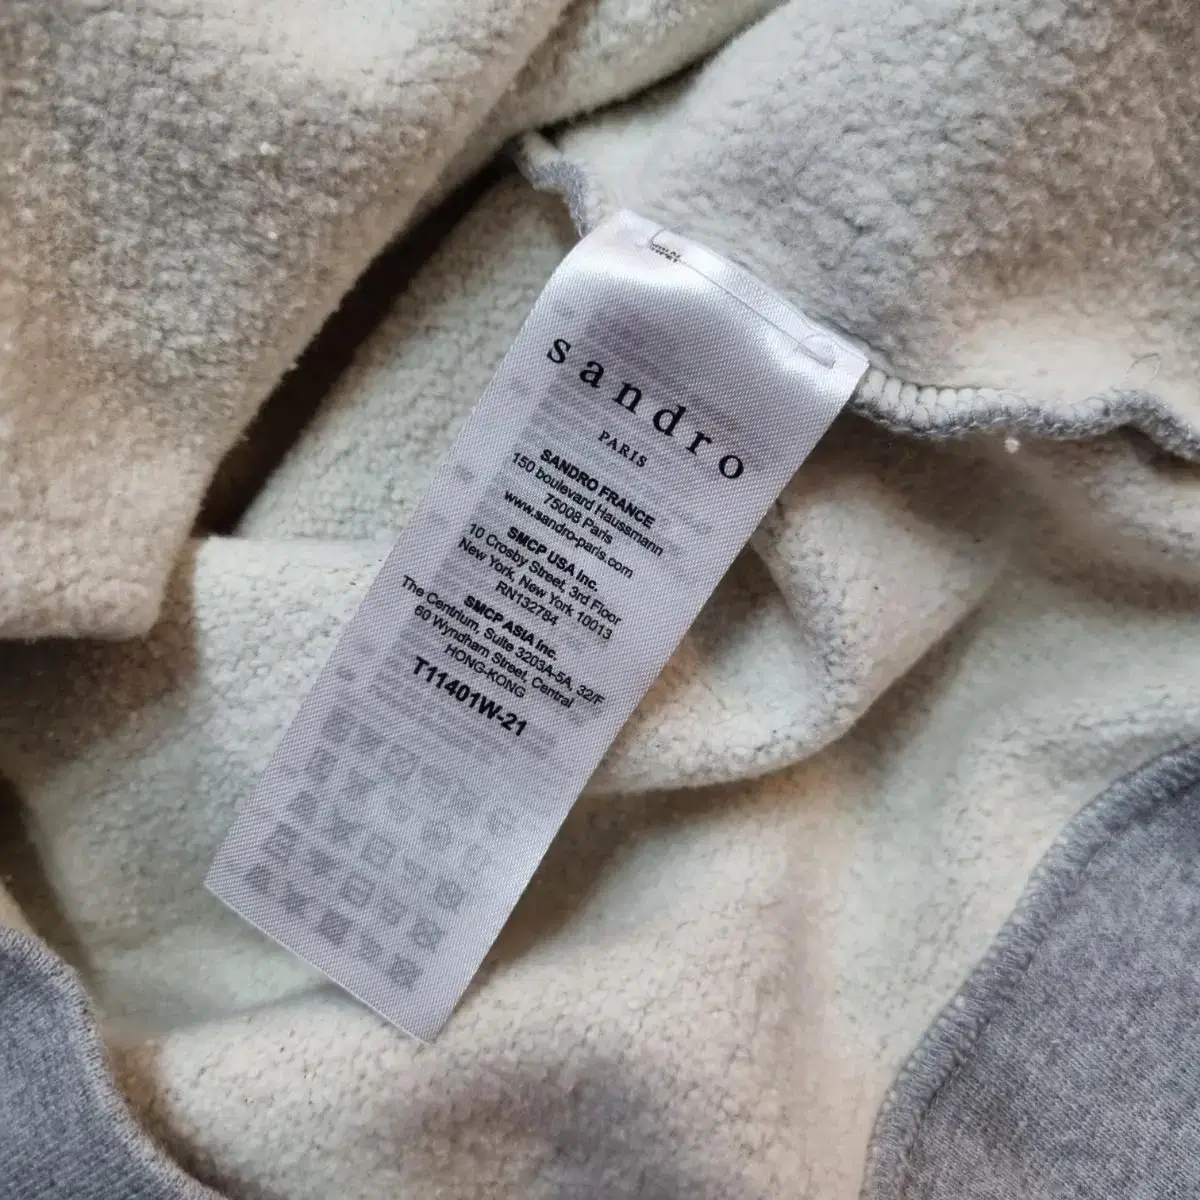 sandro
PARIS
SANDRO FRANCE
150 boulevard Haussmann
75008 Paris
www.sandro-paris.com
SMCP USA Inc.
10 Crosby Street, 3rd Floor
New York, New York 10013
RN132784
SMCP ASIA Inc.
The Centrium, Suite 3203A-5A, 32/F
60 Wyndham Street, Central
HONG-KONG
T11401W-21